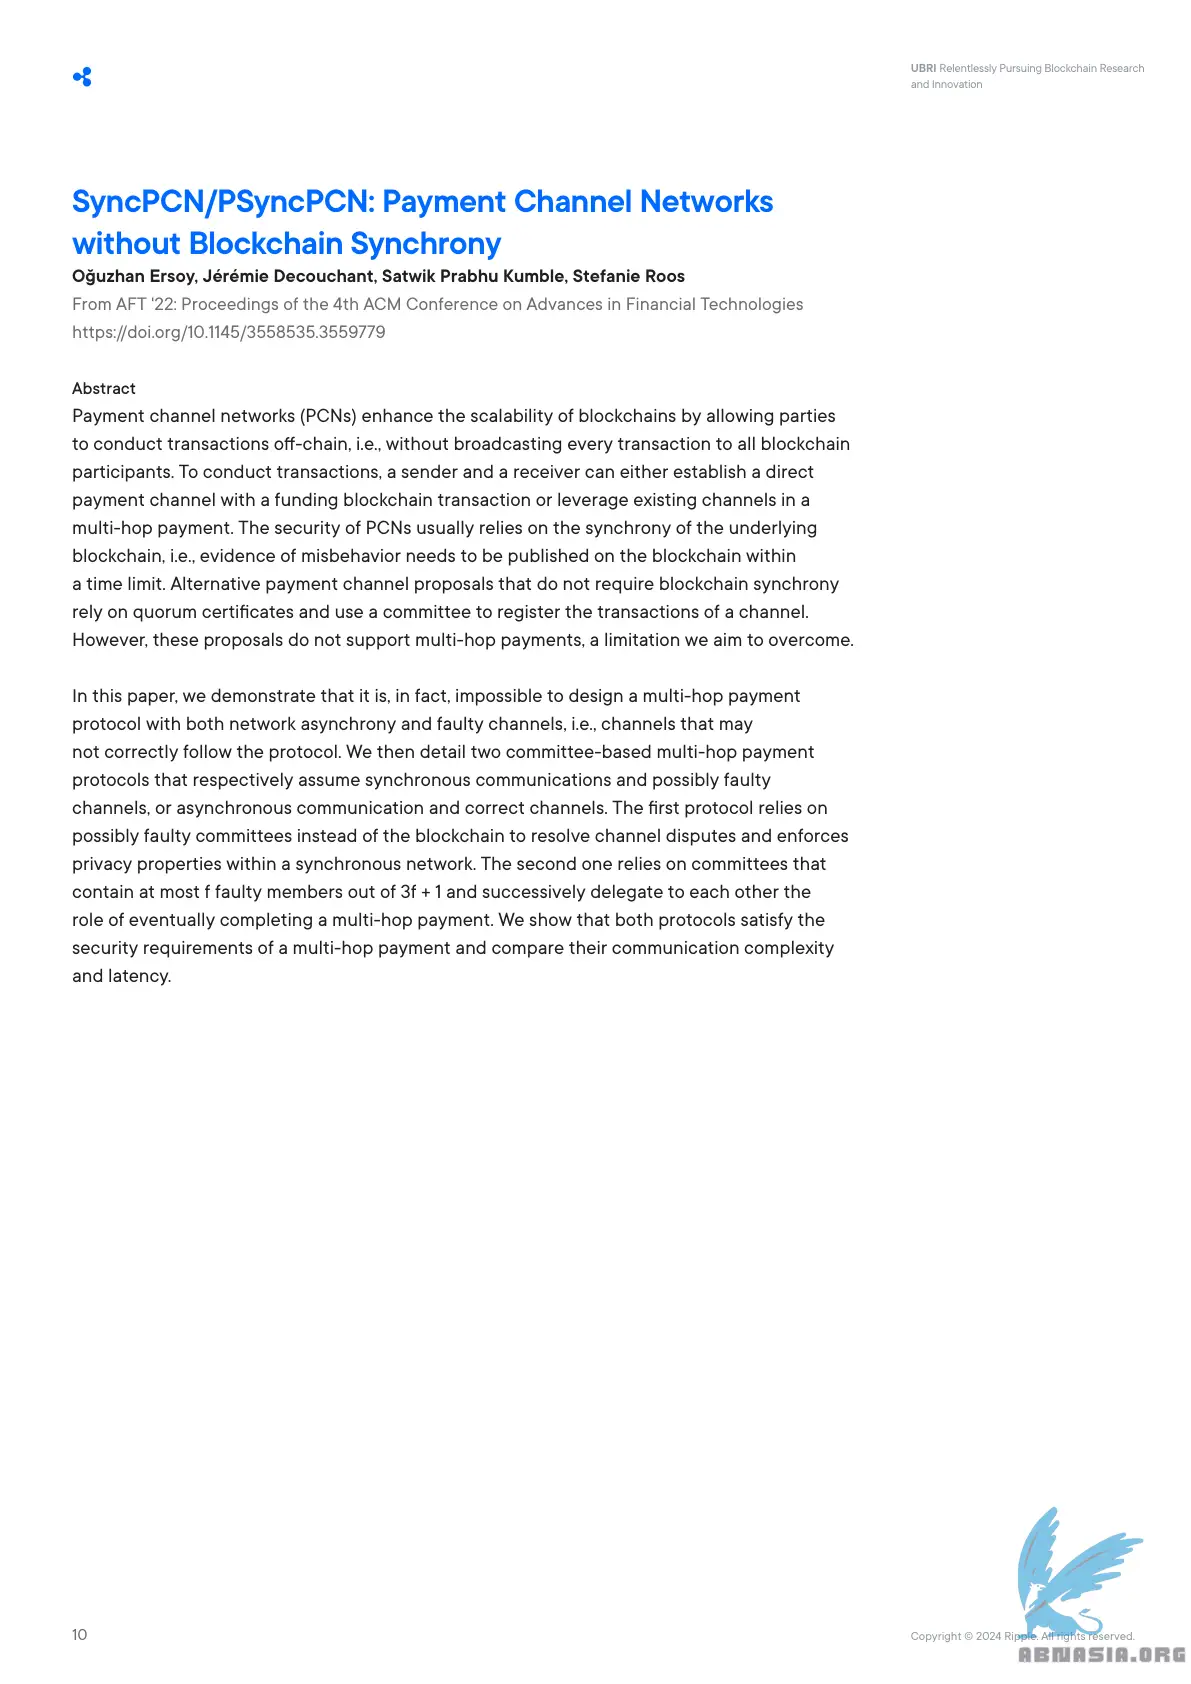 UBRI Relentlessly Pursuing Blockchain Research
and Innovation
SyncPCN/PSyncPCN: Payment Channel Networks
without Blockchain Synchrony
Oğuzhan Ersoy, Jérémie Decouchant, Satwik Prabhu Kumble, Stefanie Roos
From AFT '22: Proceedings of the 4th ACM Conference on Advances in Financial Technologies
https://doi.org/10.1145/3558535.3559779
Abstract
Payment channel networks (PCNs) enhance the scalability of blockchains by allowing parties
to conduct transactions off-chain, i.e., without broadcasting every transaction to all blockchain
participants. To conduct transactions, a sender and a receiver can either establish a direct
payment channel with a funding blockchain transaction or leverage existing channels in a
multi-hop payment. The security of PCNs usually relies on the synchrony of the underlying
blockchain, i.e., evidence of misbehavior needs to be published on the blockchain within
a time limit. Alternative payment channel proposals that do not require blockchain synchrony
rely on quorum certificates and use a committee to register the transactions of a channel.
However, these proposals do not support multi-hop payments, a limitation we aim to overcome.
In this paper, we demonstrate that it is, in fact, impossible to design a multi-hop payment
protocol with both network asynchrony and faulty channels, i.e., channels that may
not correctly follow the protocol. We then detail two committee-based multi-hop payment
protocols that respectively assume synchronous communications and possibly faulty
channels, or asynchronous communication and correct channels. The first protocol relies on
possibly faulty committees instead of the blockchain to resolve channel disputes and enforces
privacy properties within a synchronous network. The second one relies on committees that
contain at most f faulty members out of 3f + 1 and successively delegate to each other the
role of eventually completing a multi-hop payment. We show that both protocols satisfy the
security requirements of a multi-hop payment and compare their communication complexity
and latency.
10
Copyright © 2024 Ripple. All rights reserved.
ABNASIA.ORG